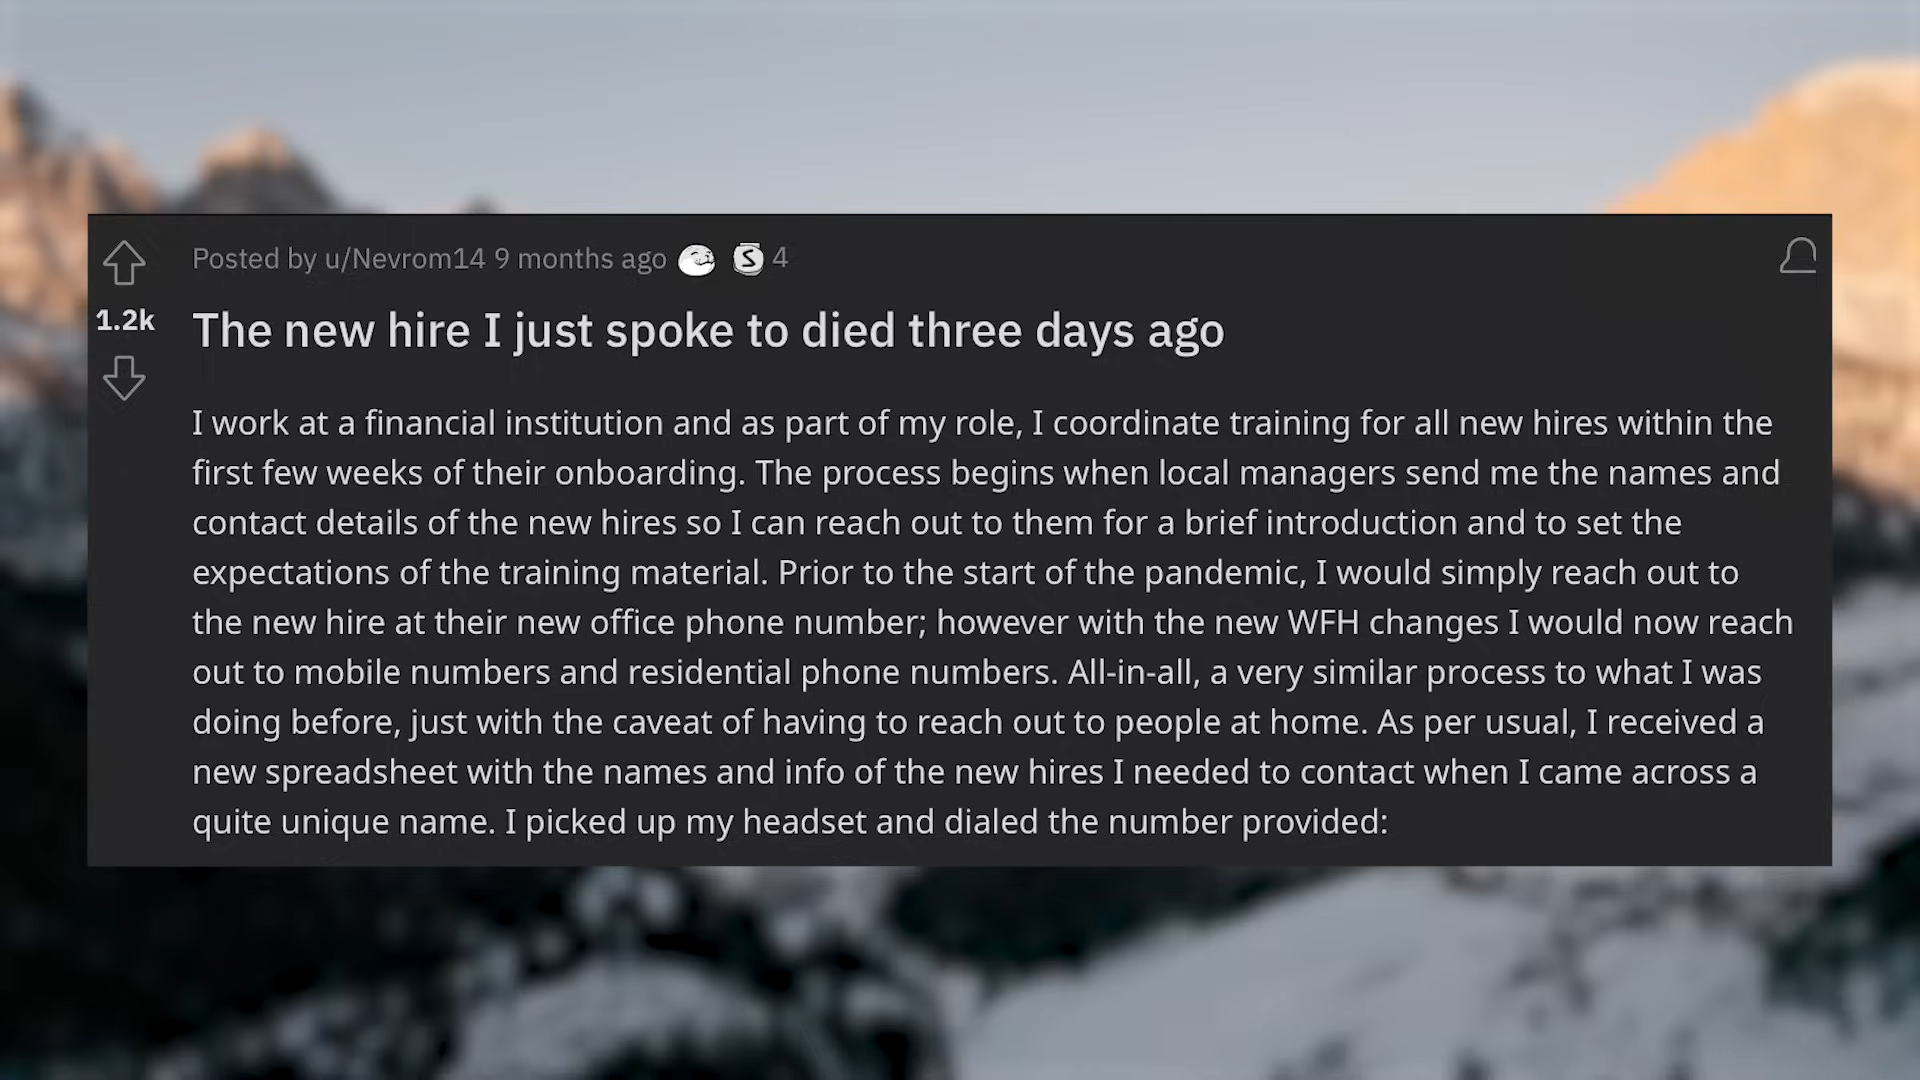 Posted by u/Nevrom14 9 months ago S 4
1.2k
The new hire I just spoke to died three days ago
I work at a financial institution and as part of my role, I coordinate training for all new hires within the
first few weeks of their onboarding. The process begins when local managers send me the names and
contact details of the new hires so I can reach out to them for a brief introduction and to set the
expectations of the training material. Prior to the start of the pandemic, I would simply reach out to
the new hire at their new office phone number; however with the new WFH changes I would now reach
out to mobile numbers and residential phone numbers. All-in-all, a very similar process to what I was
doing before, just with the caveat of having to reach out to people at home. As per usual, I received a
new spreadsheet with the names and info of the new hires I needed to contact when I came across a
quite unique name. I picked up my headset and dialed the number provided: